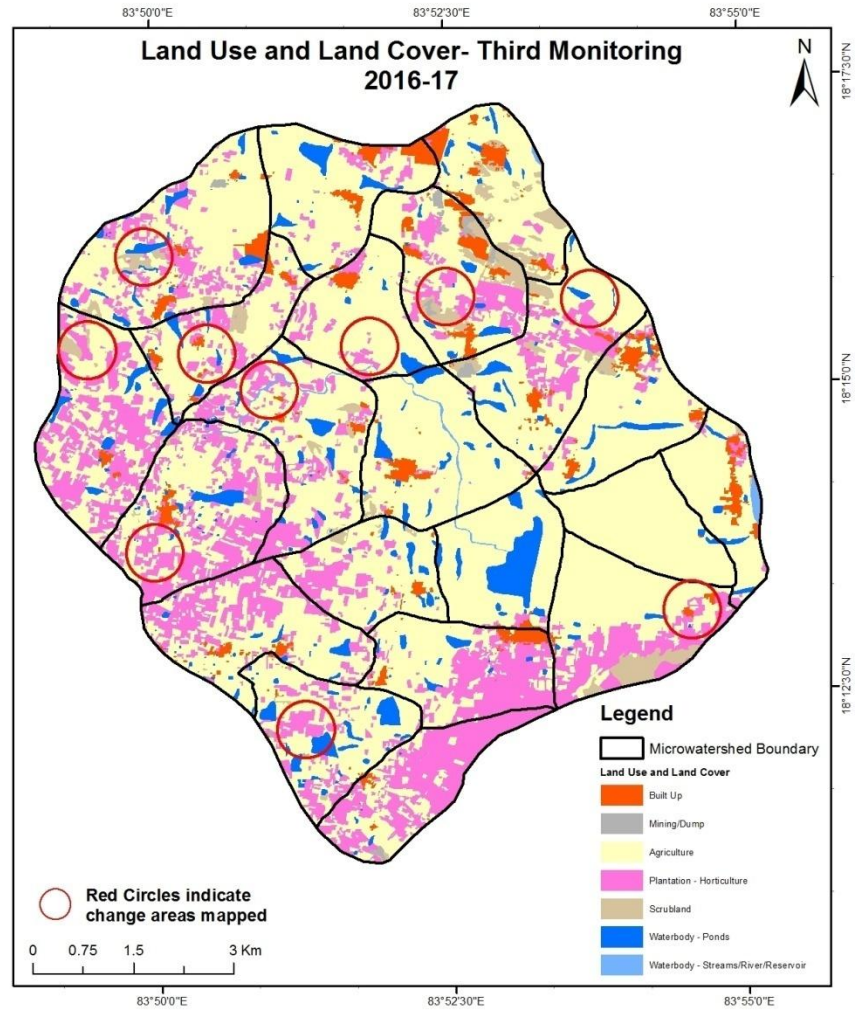 83°50'0"E 83°52'30"E 83°55'0"E
Land Use and Land Cover- Third Monitoring
2016-17
N
18°17'30"N
18°15'0"N
18°12'30"N
Legend
Microwatershed Boundary
Land Use and Land Cover
Built Up
Mining/Dump
Agriculture
Plantation - Horticulture
Scrubland
Waterbody - Ponds
Waterbody - Streams/River/Reservoir
Red Circles indicate
change areas mapped
0 0.75 1.5 3 Km
83°50'0"E 83°52'30"E 83°55'0"E